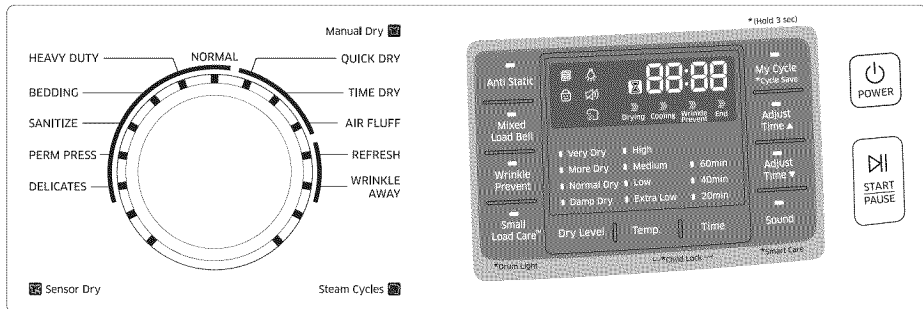 *(Hold 3 sec)
Manual Dry
HEAVY DUTY
NORMAL
QUICK DRY
BEDDING
TIME DRY
SANITIZE
AIR FLUFF
PERM PRESS
REFRESH
DELICATES
WRINKLE
AWAY
Sensor Dry
Steam Cycles
Anti Static
Mixed
Load Bell
Wrinkle
Prevent
Small
Load Care™
*Drum Light
88:88
Drying Cooling Wrinkle
Prevent End
Very Dry
More Dry
Normal Dry
Damp Dry
High
Medium
Low
Extra Low
60min
40min
20min
Dry Level
Temp.
Time
*Child Lock
My Cycle
*Cycle Save
Adjust
Time ▲
Adjust
Time ▼
Sound
*Smart Care
POWER
START
PAUSE